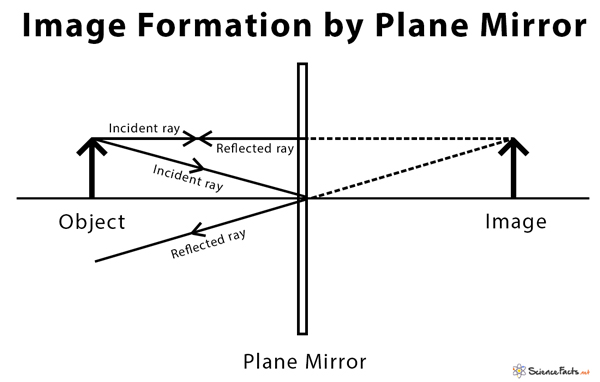 Image Formation by Plane Mirror
Incident ray
Reflected ray
Incident ray
Object
Image
Reflected ray
Plane Mirror
ScienceFacts.net